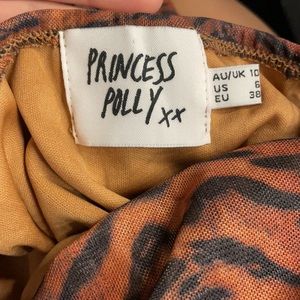 PRINCESS
POLLY
xx
AU/UK 10
US 6
EU 38